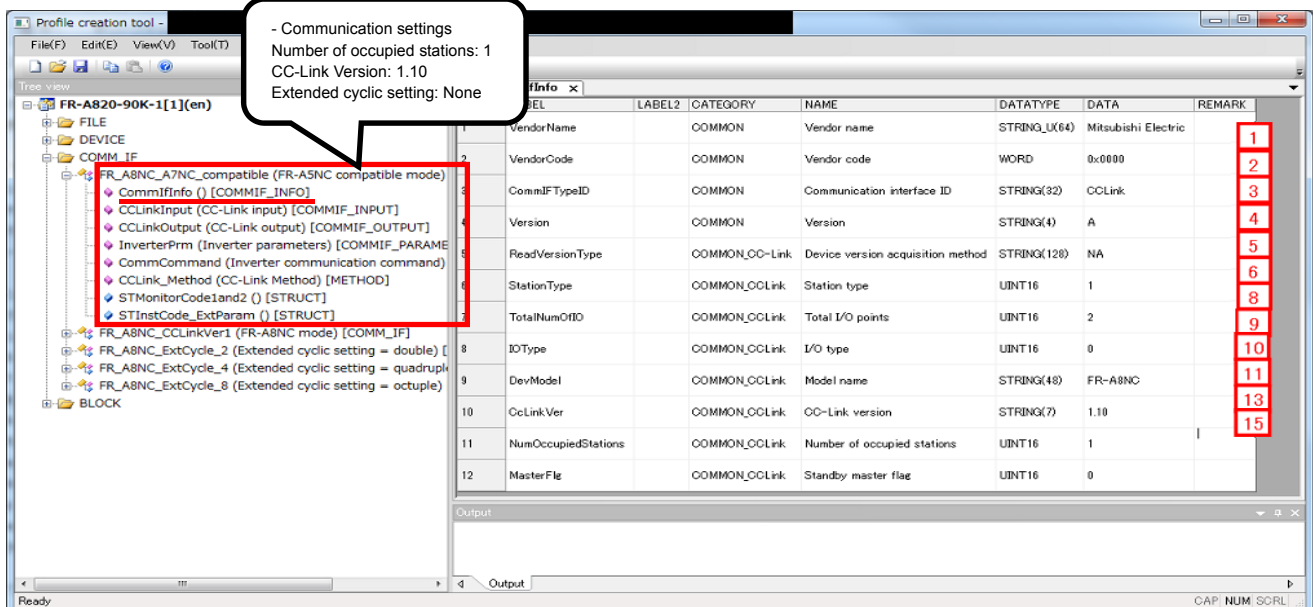 Profile creation tool -
File(F) Edit(E) View(V) Tool(T)
- Communication settings
Number of occupied stations: 1
CC-Link Version: 1.10
Extended cyclic setting: None
Tree view
FR-A820-90K-1[1](en)
FILE
DEVICE
COMM_IF
FR_A8NC_A7NC_compatible (FR-A5NC compatible mode)
CommIfInfo () [COMMIF_INFO]
CCLinkInput (CC-Link input) [COMMIF_INPUT]
CCLinkOutput (CC-Link output) [COMMIF_OUTPUT]
InverterPrm (Inverter parameters) [COMMIF_PARAME
CommCommand (Inverter communication command)
CCLink_Method (CC-Link Method) [METHOD]
STMonitorCode1and2 () [STRUCT]
STInstCode_ExtParam () [STRUCT]
FR_A8NC_CCLinkVer1 (FR-A8NC mode) [COMM_IF]
FR_A8NC_ExtCycle_2 (Extended cyclic setting = double) [
FR_A8NC_ExtCycle_4 (Extended cyclic setting = quadruple
FR_A8NC_ExtCycle_8 (Extended cyclic setting = octuple)
BLOCK
fInfo
BEL LABEL2 CATEGORY NAME DATATYPE DATA REMARK
1 VendorName COMMON Vendor name STRING_U(64) Mitsubishi Electric 1
2 VendorCode COMMON Vendor code WORD 0x0000 2
3 CommIFTypeID COMMON Communication interface ID STRING(32) CCLink 3
4 Version COMMON Version STRING(4) A 4
5 ReadVersionType COMMON_CC-Link Device version acquisition method STRING(128) NA 5
6 StationType COMMON_CCLink Station type UINT16 1 6
8
7 TotalNumOfIO COMMON_CCLink Total I/O points UINT16 2 9
8 IOType COMMON_CCLink I/O type UINT16 0 10
9 DevModel COMMON_CCLink Model name STRING(48) FR-A8NC 11
10 CcLinkVer COMMON_CCLink CC-Link version STRING(7) 1.10 13
15
11 NumOccupiedStations COMMON_CCLink Number of occupied stations UINT16 1
12 MasterFlg COMMON_CCLink Standby master flag UINT16 0
Output
Output
Ready
CAP NUM SCRL